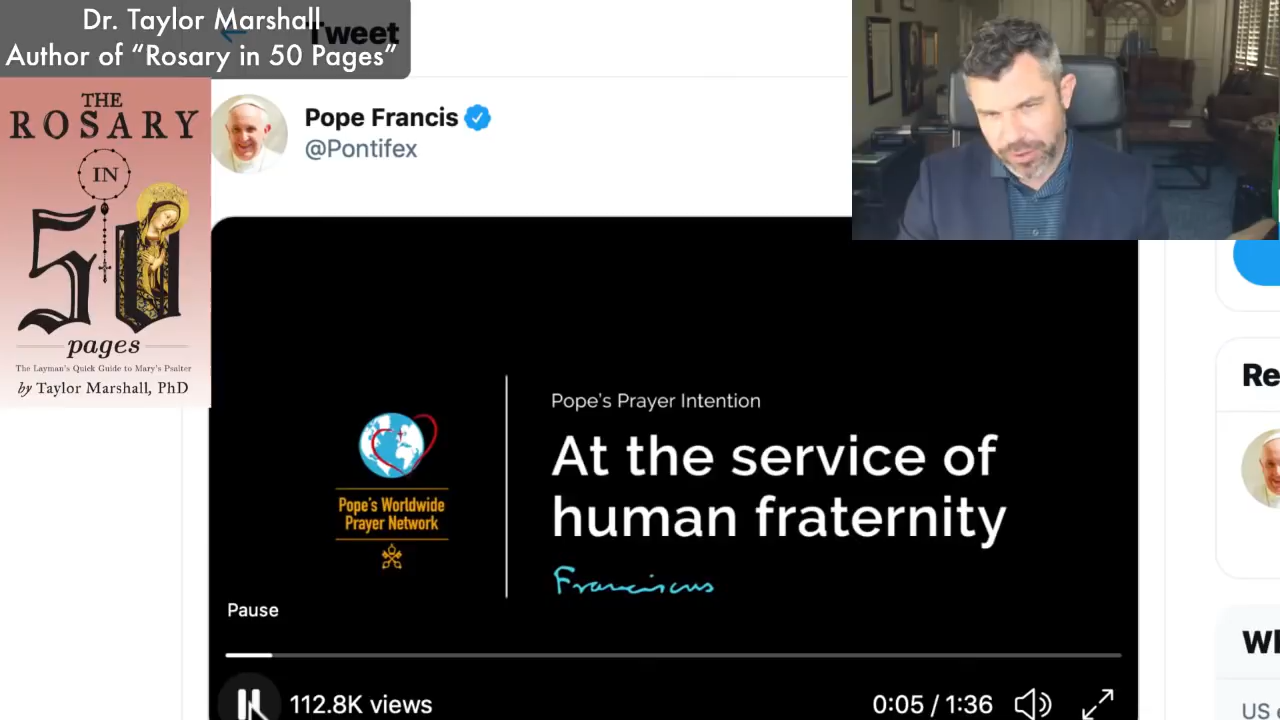 Dr. Taylor Marshall
Author of “Rosary in 50 Pages”
Tweet
THE
ROSARY
IN
50
pages
The Layman's Quick Guide to Mary's Psalter
by Taylor Marshall, PhD
Pope Francis
@Pontifex
Pope's Prayer Intention
At the service of
human fraternity
Franciscus
Pope's Worldwide
Prayer Network
Pause
112.8K views
0:05 / 1:36
Re
Wh
US